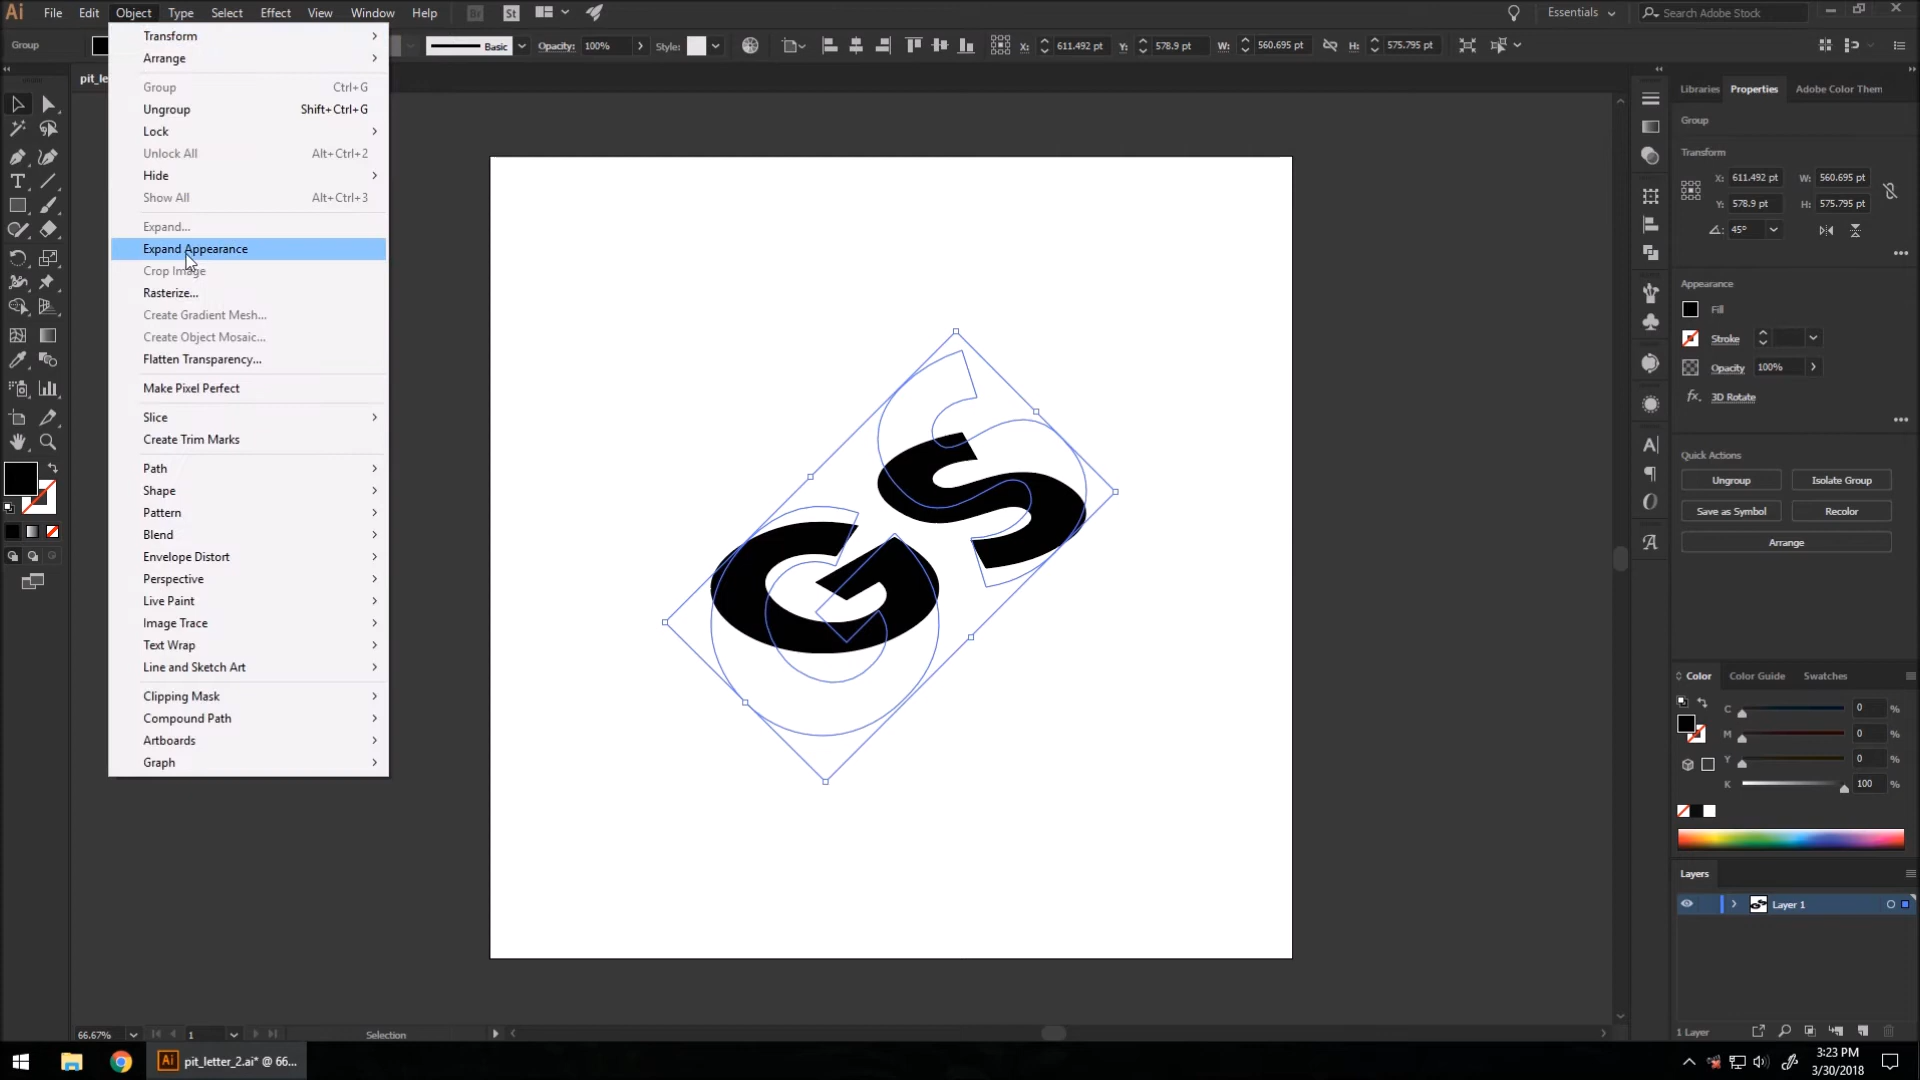 Ai File Edit Object Type Select Effect View Window Help Br St Essentials Search Adobe Stock
Group Basic Opacity: 100% Style: X: 611.492 pt Y: 578.9 pt W: 560.695 pt H: 575.795 pt
pit_le
Transform
Arrange
Group Ctrl+G
Ungroup Shift+Ctrl+G
Lock
Unlock All Alt+Ctrl+2
Hide
Show All Alt+Ctrl+3
Expand...
Expand Appearance
Crop Image
Rasterize...
Create Gradient Mesh...
Create Object Mosaic...
Flatten Transparency...
Make Pixel Perfect
Slice
Create Trim Marks
Path
Shape
Pattern
Blend
Envelope Distort
Perspective
Live Paint
Image Trace
Text Wrap
Line and Sketch Art
Clipping Mask
Compound Path
Artboards
Graph
G S
Libraries Properties Adobe Color Them
Group
Transform
X: 611.492 pt W: 560.695 pt
Y: 578.9 pt H: 575.795 pt
45°
Appearance
Fill
Stroke
Opacity 100%
fx. 3D Rotate
Quick Actions
Ungroup Isolate Group
Save as Symbol Recolor
Arrange
Color Color Guide Swatches
C 0 %
M 0 %
Y 0 %
K 100 %
Layers
Layer 1
1 Layer
66.67% 1 Selection
Ai pit_letter_2.ai* @ 66...
3:23 PM
3/30/2018